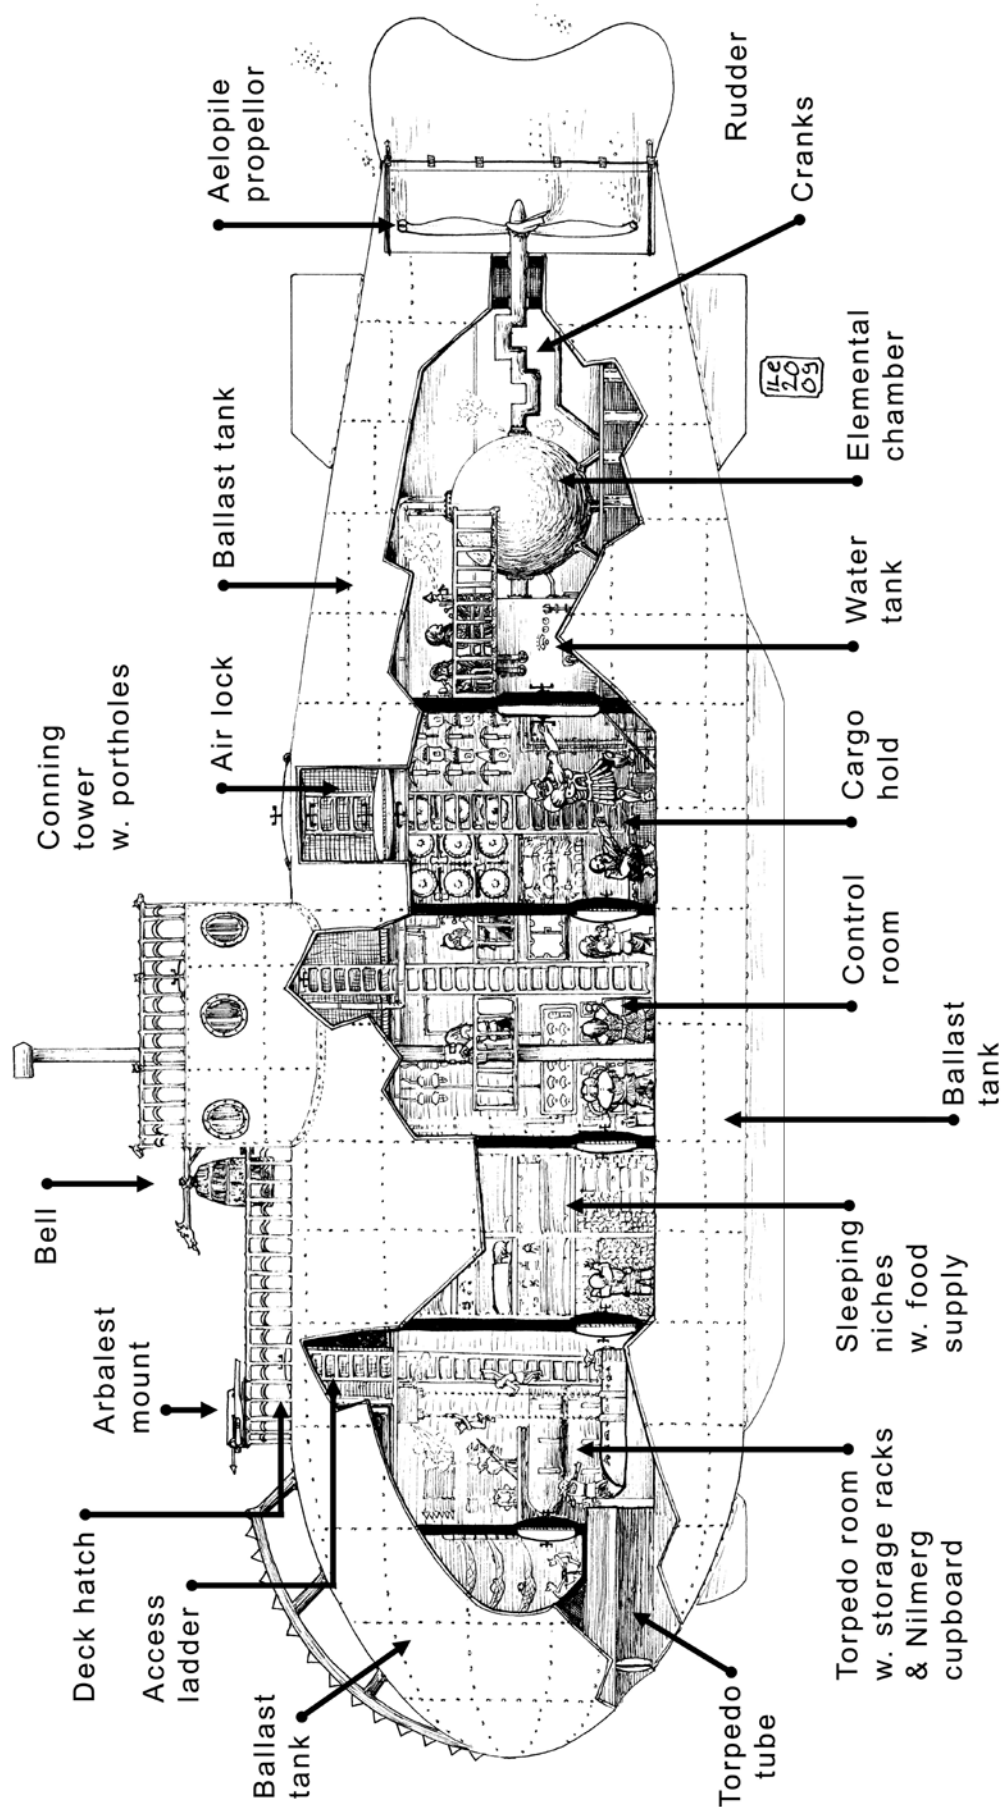 Deck hatch
Arbalest
mount
Bell
Conning
tower
w. portholes
Air lock
Ballast tank
Aelopile
propellor
Access
ladder
Ballast
tank
Torpedo
tube
Torpedo room
w. storage racks
& Nilmerg
cupboard
Sleeping
niches
w. food
supply
Ballast
tank
Control
room
Cargo
hold
Water
tank
Elemental
chamber
Cranks
Rudder
20
09